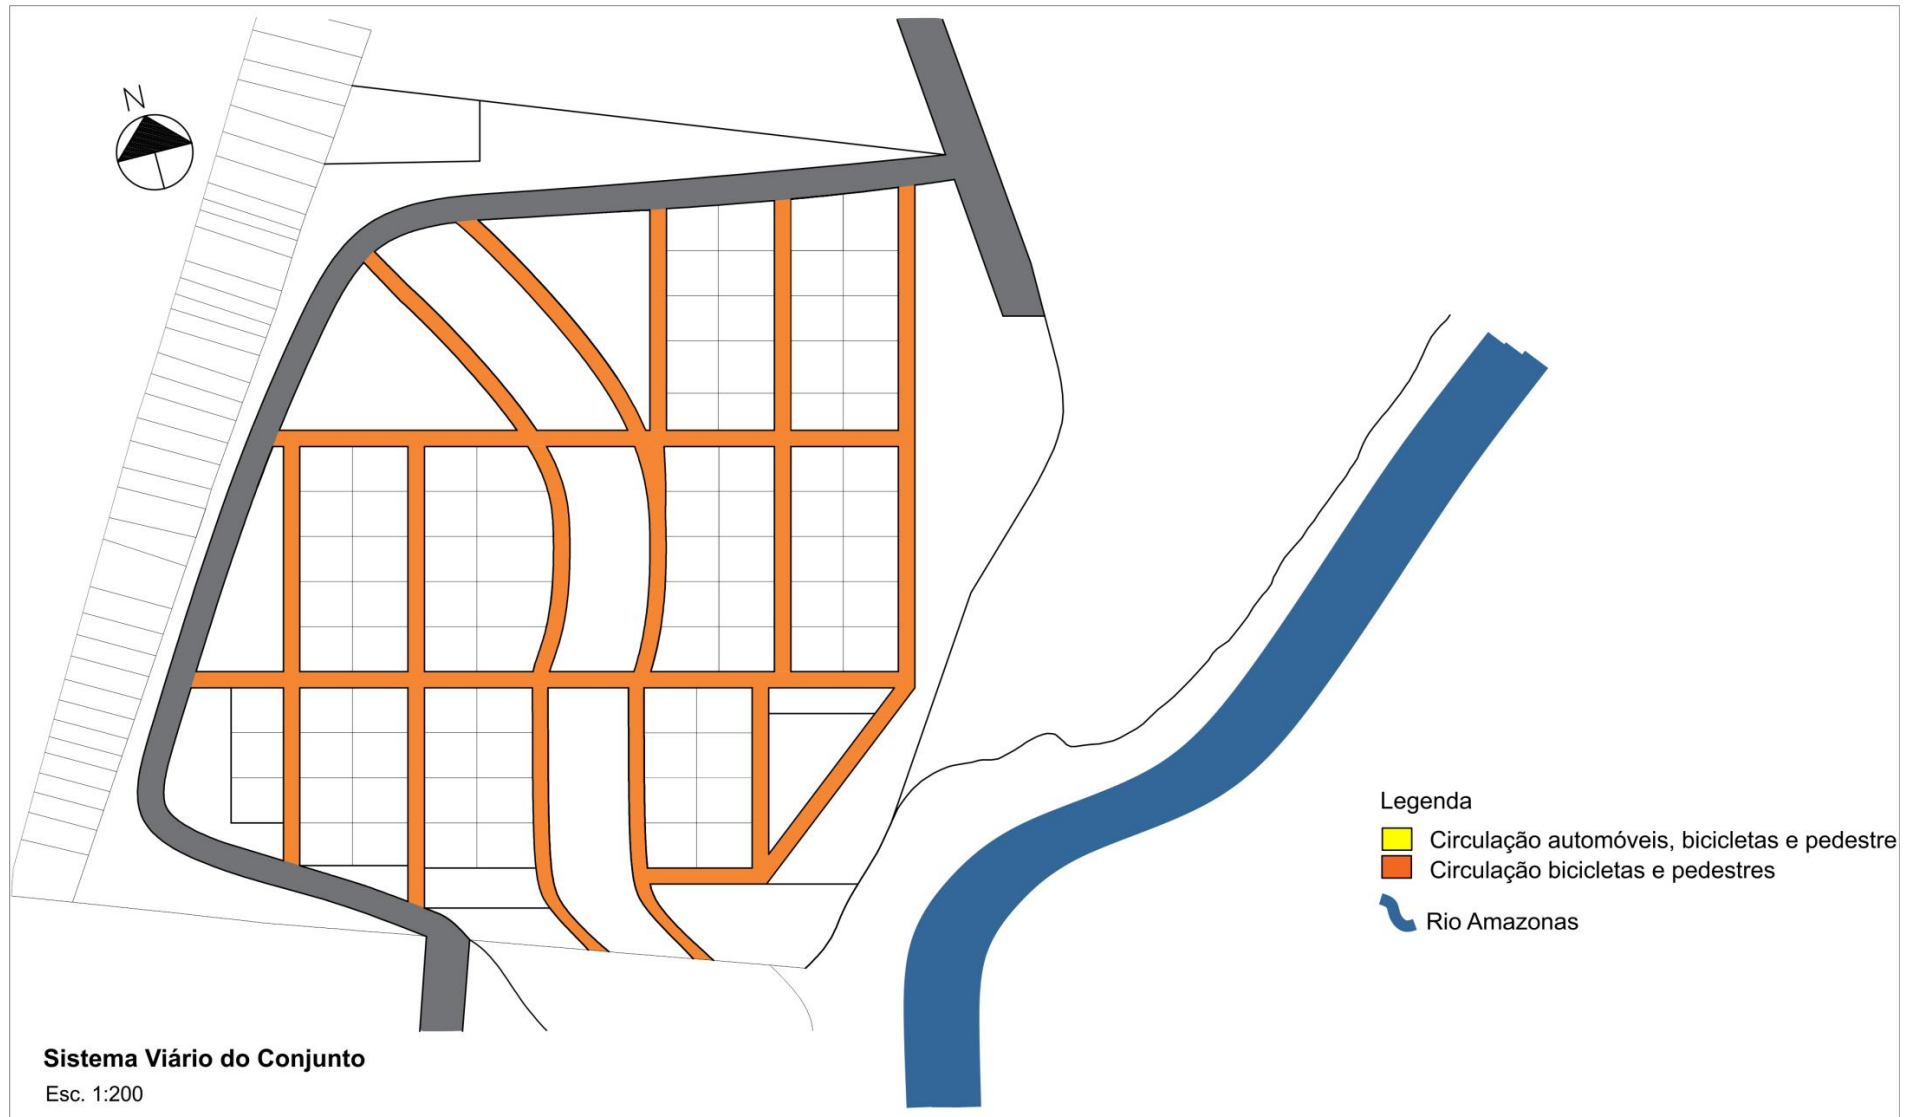 N
Legenda
Circulação automóveis, bicicletas e pedestre
Circulação bicicletas e pedestres
Rio Amazonas
Sistema Viário do Conjunto
Esc. 1:200